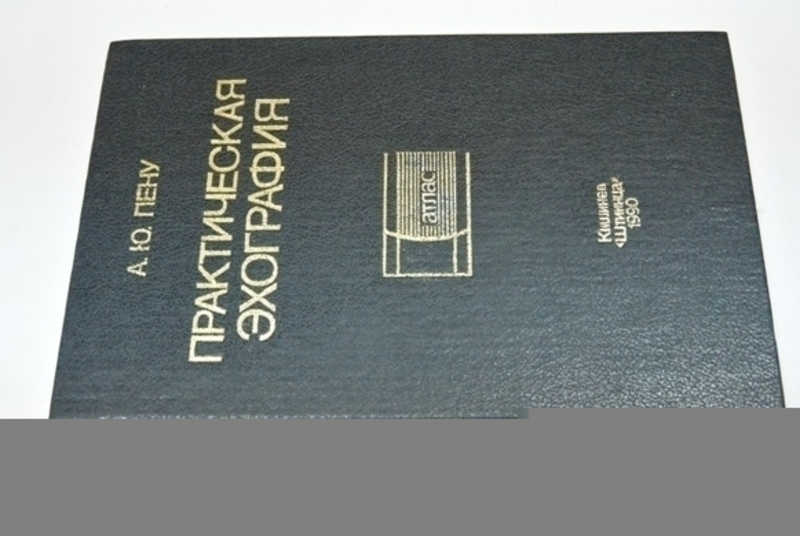 А. Ю. ПЕНУ
ПРАКТИЧЕСКАЯ
ЭХОГРАФИЯ
атлас
Кишинев
«Штиинца»
1990